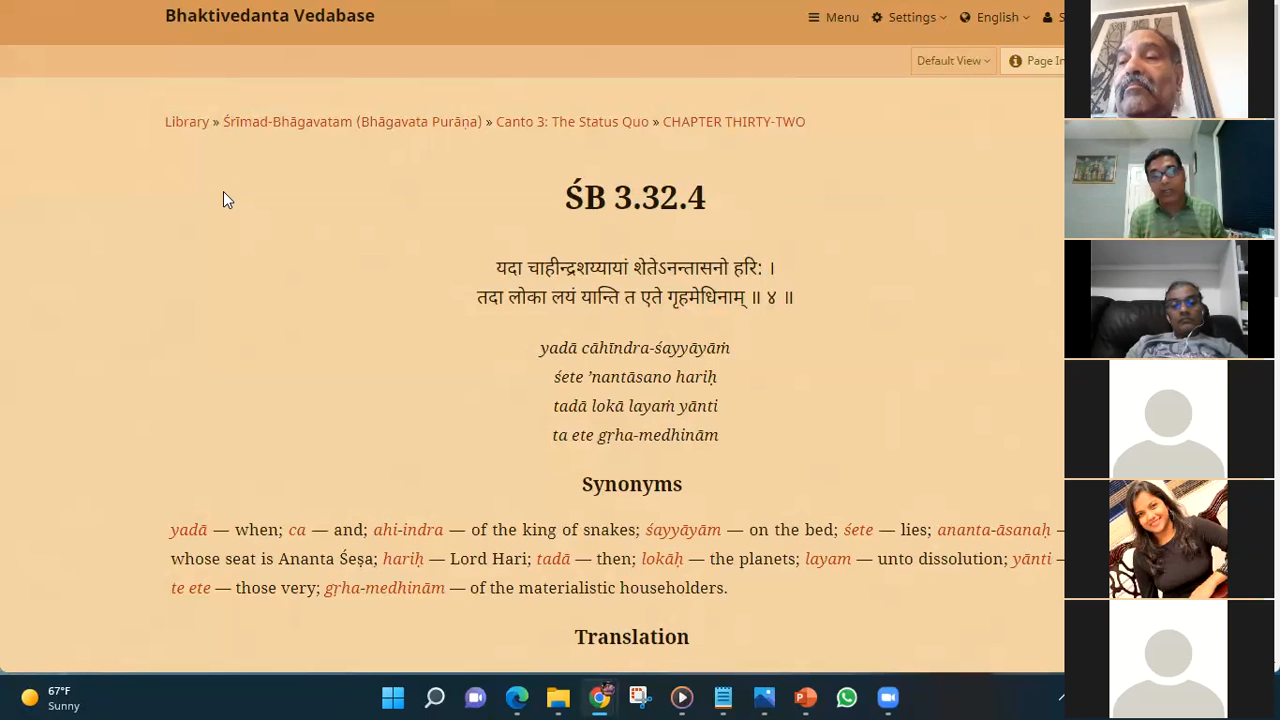 Bhaktivedanta Vedabase
Menu
Settings
English
S
Default View
Page In
Library » Śrīmad-Bhāgavatam (Bhāgavata Purāṇa) » Canto 3: The Status Quo » CHAPTER THIRTY-TWO
ŚB 3.32.4
यदा चाहीन्द्रशय्यायां शेतेऽनन्तासनो हरि: ।
तदा लोका लयं यान्ति त एते गृहमेधिनाम् ॥ ४ ॥
yadā cāhīndra-śayyāyāṁ
śete ’nantāsano hariḥ
tadā lokā layaṁ yānti
ta ete gṛha-medhinām
Synonyms
yadā — when; ca — and; ahi-indra — of the king of snakes; śayyāyām — on the bed; śete — lies; ananta-āsanaḥ —
whose seat is Ananta Śeṣa; hariḥ — Lord Hari; tadā — then; lokāḥ — the planets; layam — unto dissolution; yānti —
te ete — those very; gṛha-medhinām — of the materialistic householders.
Translation
67°F
Sunny